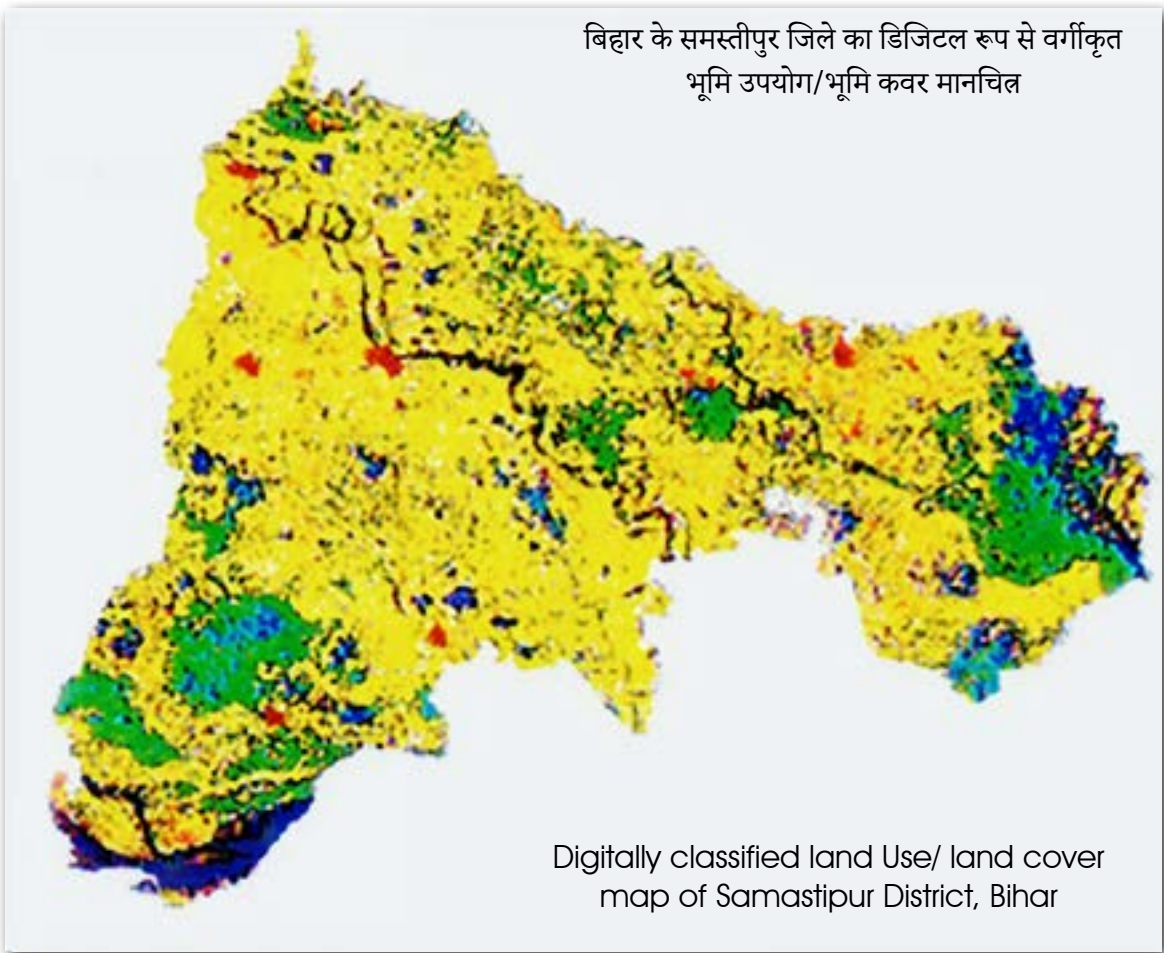 बिहार के समस्तीपुर जिले का डिजिटल रूप से वर्गीकृत
भूमि उपयोग/भूमि कवर मानचित्र
Digitally classified land Use/ land cover
map of Samastipur District, Bihar